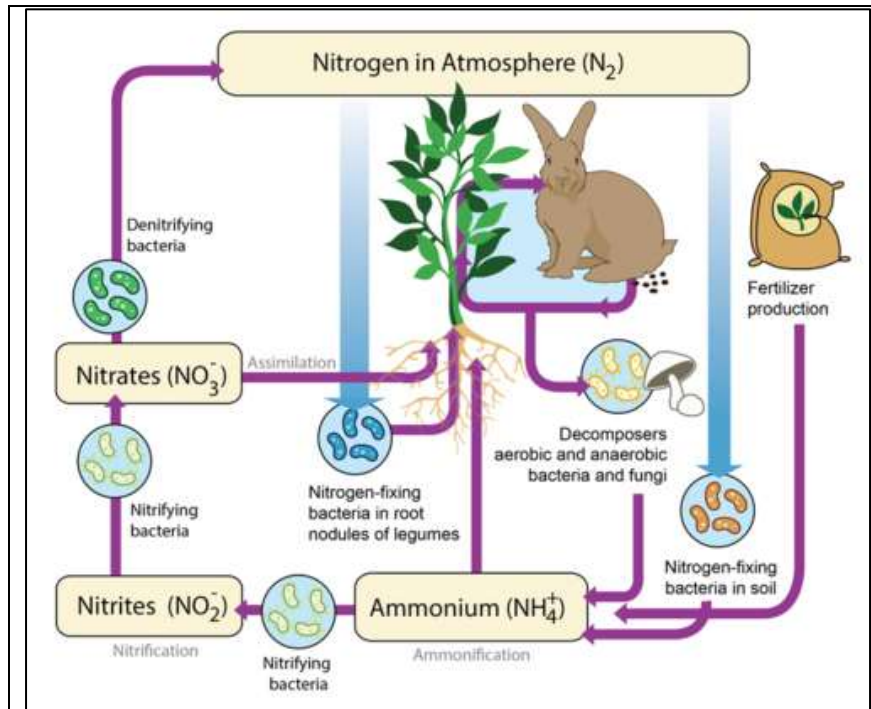 Nitrogen in Atmosphere (N₂)
Denitrifying
bacteria
Fertilizer
production
Nitrates (NO₃⁻)
Assimilation
Decomposers
aerobic and anaerobic
bacteria and fungi
Nitrifying
bacteria
Nitrogen-fixing
bacteria in root
nodules of legumes
Nitrogen-fixing
bacteria in soil
Nitrites (NO₂⁻)
Ammonium (NH₄⁺)
Nitrification
Nitrifying
bacteria
Ammonification